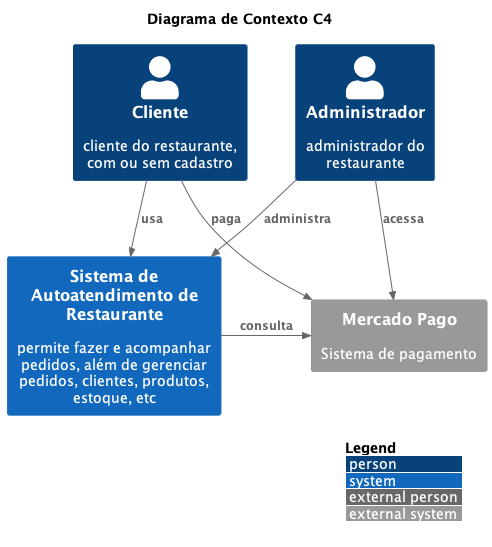 Diagrama de Contexto C4
Cliente
cliente do restaurante,
com ou sem cadastro
Administrador
administrador do
restaurante
usa
paga
administra
acessa
Sistema de
Autoatendimento de
Restaurante
permite fazer e acompanhar
pedidos, além de gerenciar
pedidos, clientes, produtos,
estoque, etc
consulta
Mercado Pago
Sistema de pagamento
Legend
person
system
external person
external system